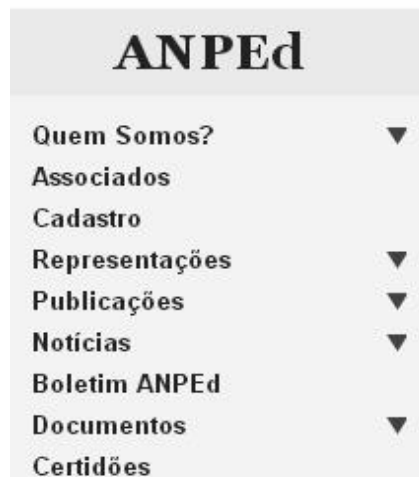 ANPEd
Quem Somos?
Associados
Cadastro
Representações
Publicações
Notícias
Boletim ANPEd
Documentos
Certidões